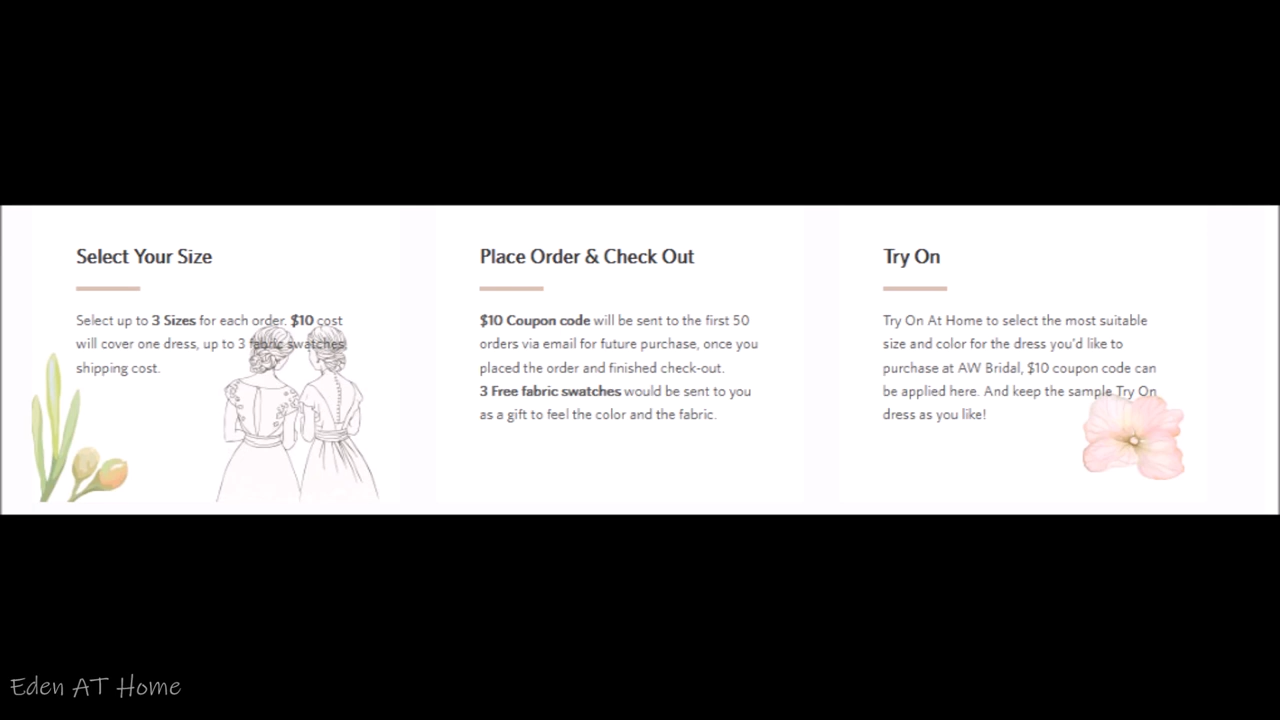 Select Your Size
Select up to 3 Sizes for each order. $10 cost
will cover one dress, up to 3 fabric swatches,
shipping cost.
Place Order & Check Out
$10 Coupon code will be sent to the first 50
orders via email for future purchase, once you
placed the order and finished check-out.
3 Free fabric swatches would be sent to you
as a gift to feel the color and the fabric.
Try On
Try On At Home to select the most suitable
size and color for the dress you'd like to
purchase at AW Bridal, $10 coupon code can
be applied here. And keep the sample Try On
dress as you like!
Eden AT Home